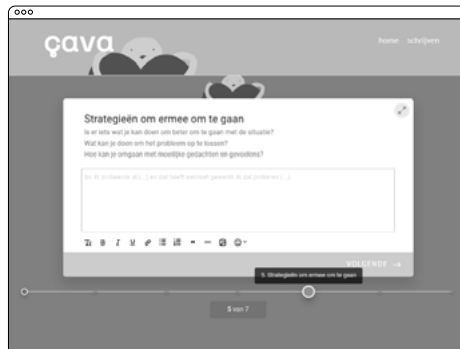 çava
home schrijven
Strategieën om ermee om te gaan
Is er iets wat je kan doen om beter om te gaan met de situatie?
Wat kan je doen om het probleem op te lossen?
Hoe kan je omgaan met moeilijke gedachten en gevoelens?
VOLGENDE →
5. Strategieën om ermee om te gaan
5 van 7